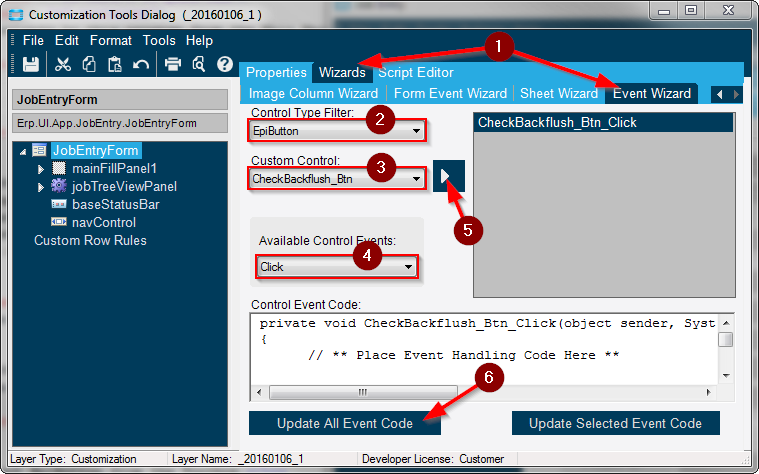 Customization Tools Dialog (_20160106_1 )
File Edit Format Tools Help
1
Properties Wizards Script Editor
Image Column Wizard Form Event Wizard Sheet Wizard Event Wizard
JobEntryForm
Erp.UI.App.JobEntry.JobEntryForm
JobEntryForm
mainFillPanel1
jobTreeViewPanel
baseStatusBar
navControl
Custom Row Rules
Control Type Filter:
2
EpiButton
Custom Control:
3
CheckBackflush_Btn
5
Available Control Events:
4
Click
CheckBackflush_Btn_Click
Control Event Code:
private void CheckBackflush_Btn_Click(object sender, Syst
{
// ** Place Event Handling Code Here **
6
Update All Event Code
Update Selected Event Code
Layer Type: Customization Layer Name: _20160106_1 Developer License: Customer